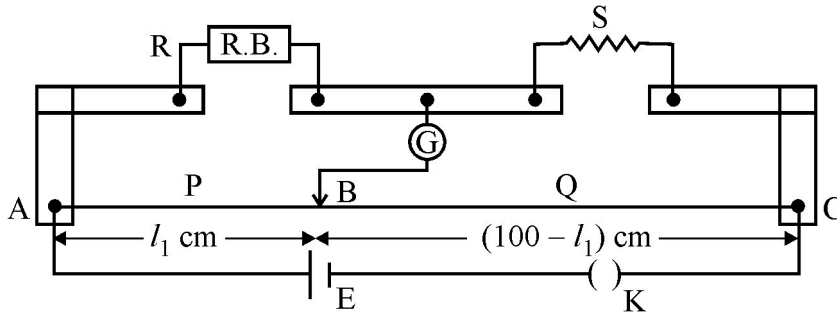 S
R R.B.
G
P B Q
A C
l₁ cm (100 – l₁) cm
E K